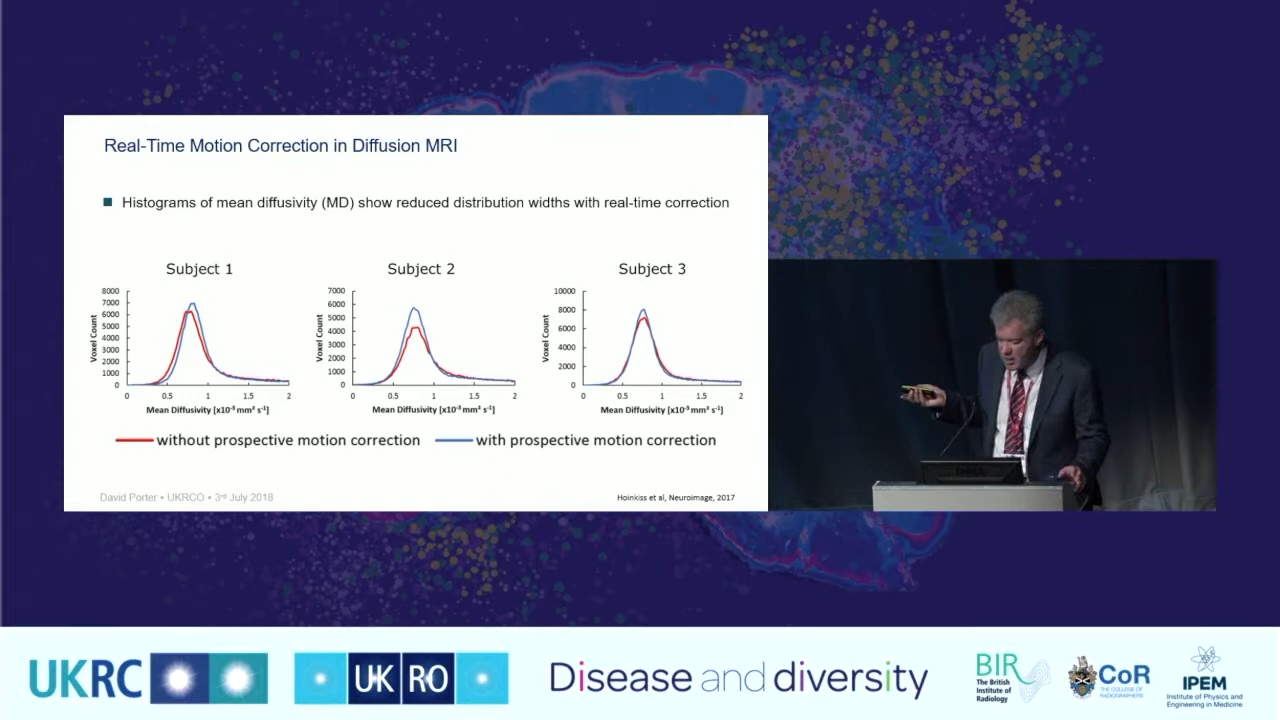 Real-Time Motion Correction in Diffusion MRI
Histograms of mean diffusivity (MD) show reduced distribution widths with real-time correction
Subject 1
Subject 2
Subject 3
8000
7000
6000
5000
4000
3000
2000
1000
0
Voxel Count
0 0.5 1 1.5 2
Mean Diffusivity [x10⁻³ mm² s⁻¹]
7000
6000
5000
4000
3000
2000
1000
0
Voxel Count
0 0.5 1 1.5 2
Mean Diffusivity [x10⁻³ mm² s⁻¹]
10000
8000
6000
4000
2000
0
Voxel Count
0 0.5 1 1.5 2
Mean Diffusivity [x10⁻³ mm² s⁻¹]
without prospective motion correction
with prospective motion correction
David Porter • UKRCO • 3rd July 2018
Hoinkiss et al, Neuroimage, 2017
UKRC
UK RO
Disease and diversity
BIR
The British
Institute of
Radiology
CoR
THE COLLEGE OF
RADIOGRAPHERS
IPEM
Institute of Physics and
Engineering in Medicine